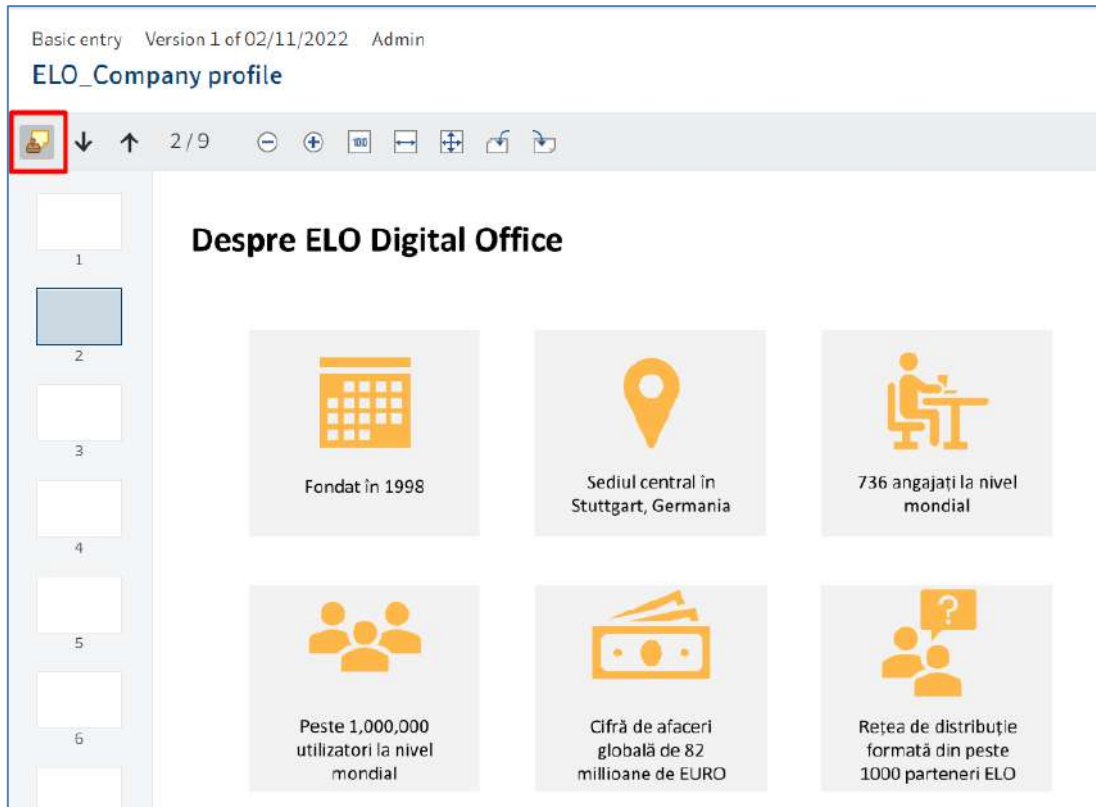 Basic entry Version 1 of 02/11/2022 Admin
ELO_Company profile
2 / 9
100
1
2
3
4
5
6
Despre ELO Digital Office
Fondat în 1998
Sediul central în
Stuttgart, Germania
736 angajați la nivel
mondial
Peste 1,000,000
utilizatori la nivel
mondial
Cifră de afaceri
globală de 82
millioane de EURO
?
Rețea de distribuție
formată din peste
1000 parteneri ELO